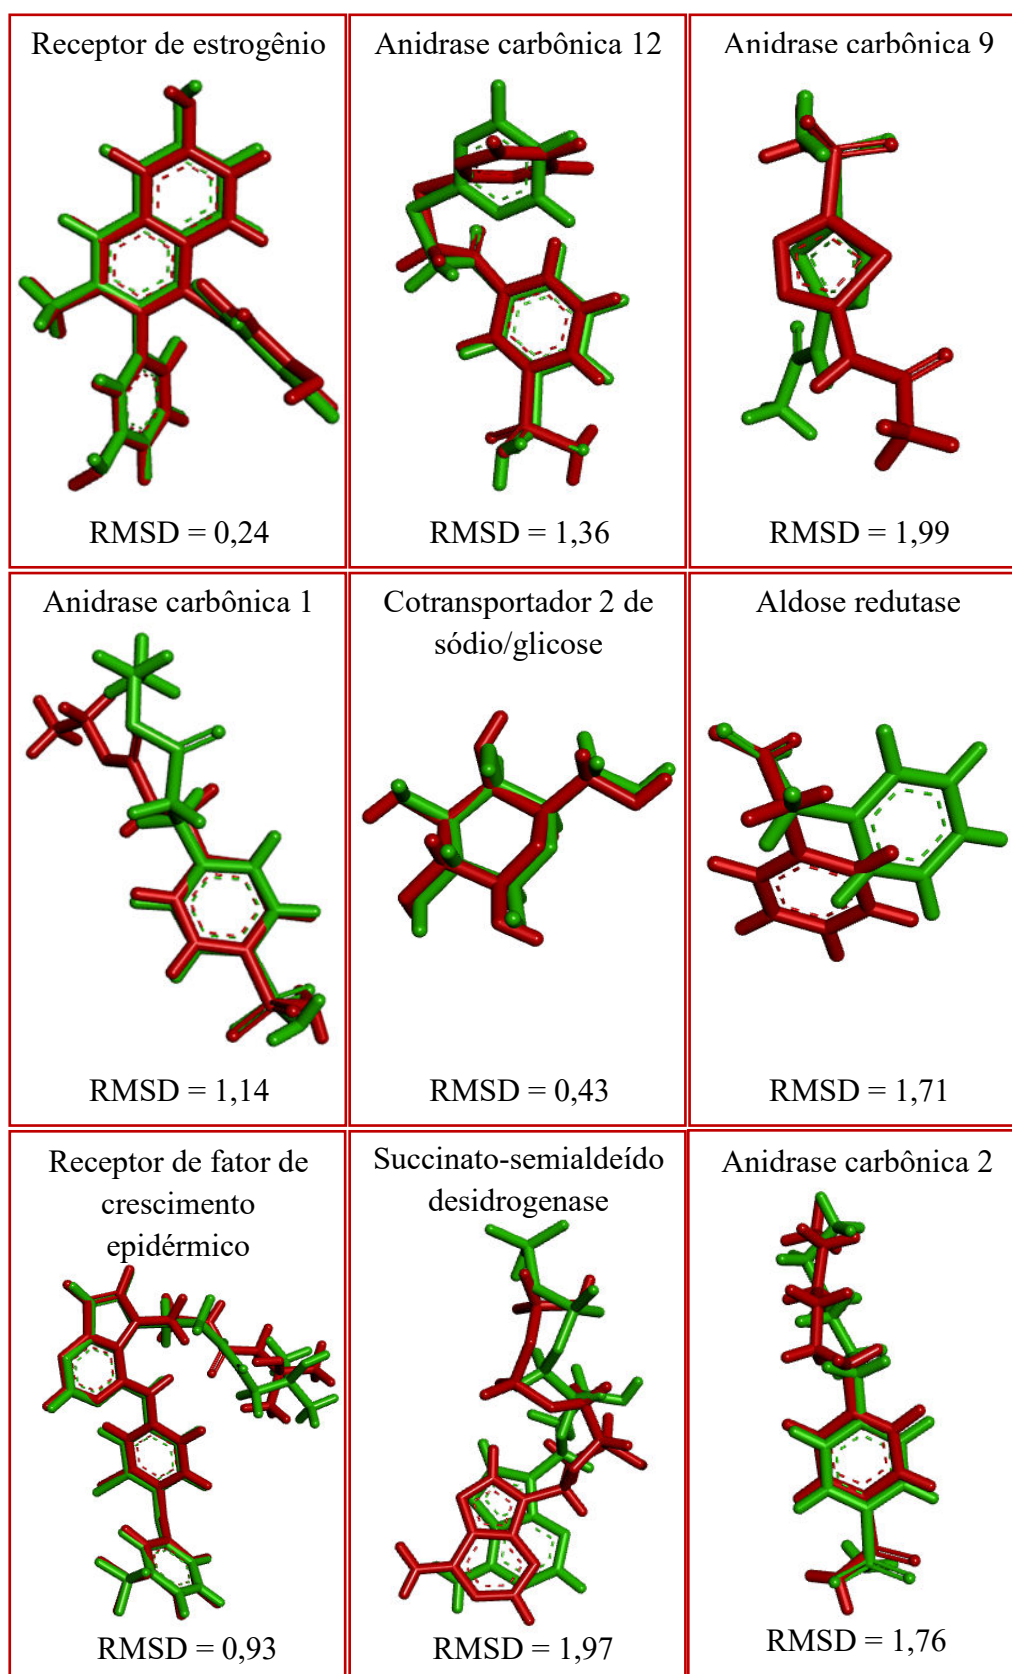 Receptor de estrogênio
RMSD = 0,24
Anidrase carbônica 12
RMSD = 1,36
Anidrase carbônica 9
RMSD = 1,99
Anidrase carbônica 1
RMSD = 1,14
Cotransportador 2 de
sódio/glicose
RMSD = 0,43
Aldose redutase
RMSD = 1,71
Receptor de fator de
crescimento
epidérmico
RMSD = 0,93
Succinato-semialdeído
desidrogenase
RMSD = 1,97
Anidrase carbônica 2
RMSD = 1,76